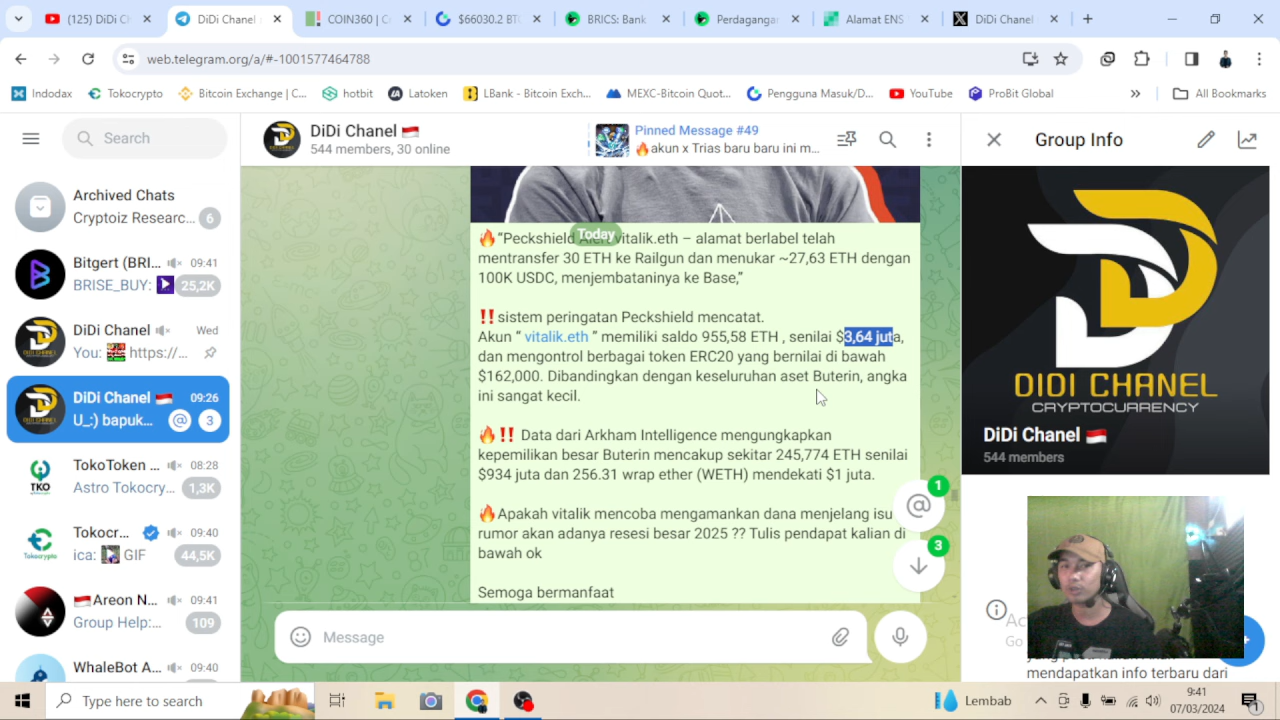 (125) DiDi C
DiDi Chanel
COIN360 | C
$66030.2 BT
BRICS: Bank
Perdagangan
Alamat ENS
DiDi Chanel
web.telegram.org/a/#-1001577464788
Indodax
Tokocrypto
Bitcoin Exchange | C...
hotbit
Latoken
LBank - Bitcoin Exch...
MEXC-Bitcoin Quot...
Pengguna Masuk/D...
YouTube
ProBit Global
All Bookmarks
Search
Archived Chats
Cryptoiz Researc... 6
Bitgert (BRI... 09:41
BRISE_BUY: 25,2K
DiDi Chanel Wed
You: https://...
DiDi Chanel 09:26
U_:) bapuk... @ 3
TokoToken ... 08:28
Astro Tokocry... 1,3K
Tokocr... 09:40
ica: GIF 44,5K
Areon N... 09:41
Group Help:... 109
WhaleBot A... 09:40
DiDi Chanel
544 members, 30 online
Pinned Message #49
🔥akun x Trias baru baru ini m...
Today
🔥“Peckshield Alert vitalik.eth – alamat berlabel telah
mentransfer 30 ETH ke Railgun dan menukar ~27,63 ETH dengan
100K USDC, menjembataninya ke Base,”
‼️sistem peringatan Peckshield mencatat.
Akun “ vitalik.eth ” memiliki saldo 955,58 ETH , senilai $3,64 juta,
dan mengontrol berbagai token ERC20 yang bernilai di bawah
$162,000. Dibandingkan dengan keseluruhan aset Buterin, angka
ini sangat kecil.
🔥‼️ Data dari Arkham Intelligence mengungkapkan
kepemilikan besar Buterin mencakup sekitar 245,774 ETH senilai
$934 juta dan 256.31 wrap ether (WETH) mendekati $1 juta.
🔥Apakah vitalik mencoba mengamankan dana menjelang isu
rumor akan adanya resesi besar 2025 ?? Tulis pendapat kalian di
bawah ok
Semoga bermanfaat
1
@
3
Message
Group Info
DIDI CHANEL
CRYPTOCURRENCY
DiDi Chanel
544 members
mendapatkan info terbaru dari
Type here to search
Lembab
9:41
07/03/2024
1